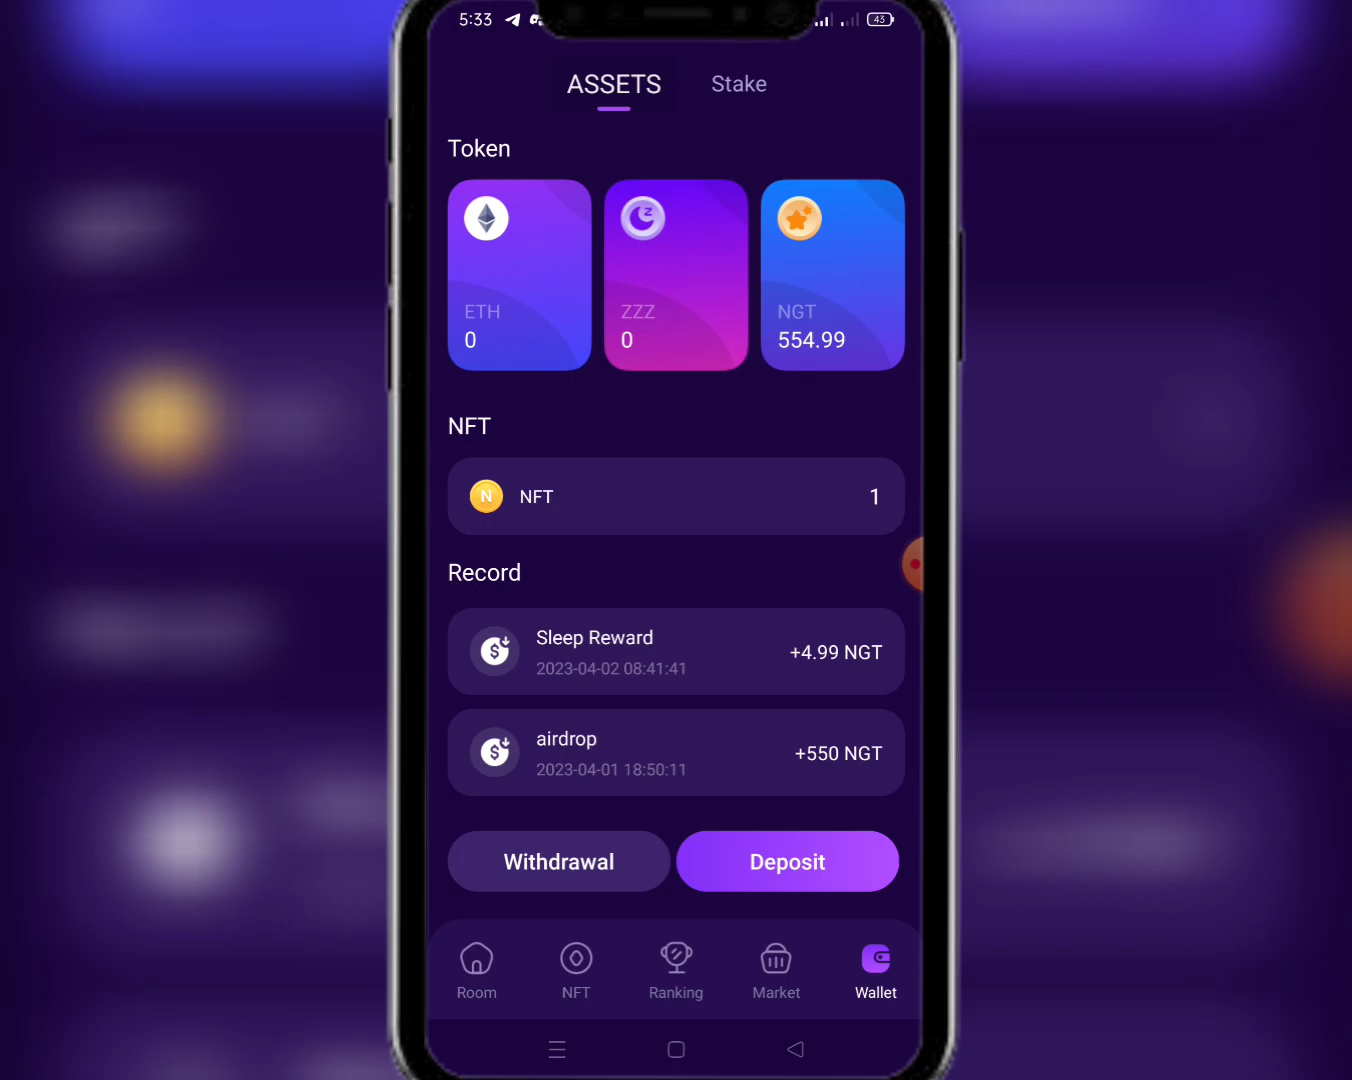 5:33
43
ASSETS Stake
Token
ETH
0
ZZZ
0
NGT
554.99
NFT
N NFT 1
Record
Sleep Reward
2023-04-02 08:41:41
+4.99 NGT
airdrop
2023-04-01 18:50:11
+550 NGT
Withdrawal Deposit
Room NFT Ranking Market Wallet